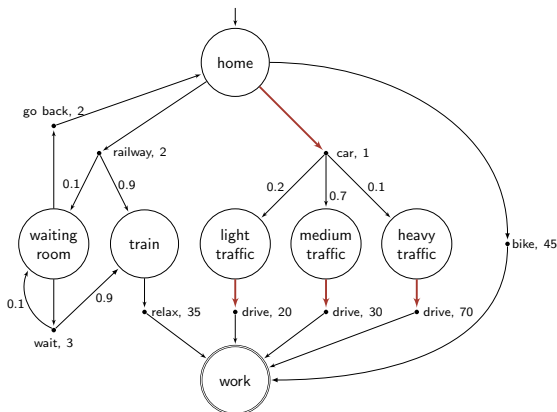 home
go back, 2
railway, 2
car, 1
0.1
0.9
0.2
0.7
0.1
waiting
room
train
light
traffic
medium
traffic
heavy
traffic
bike, 45
0.1
0.9
wait, 3
relax, 35
drive, 20
drive, 30
drive, 70
work